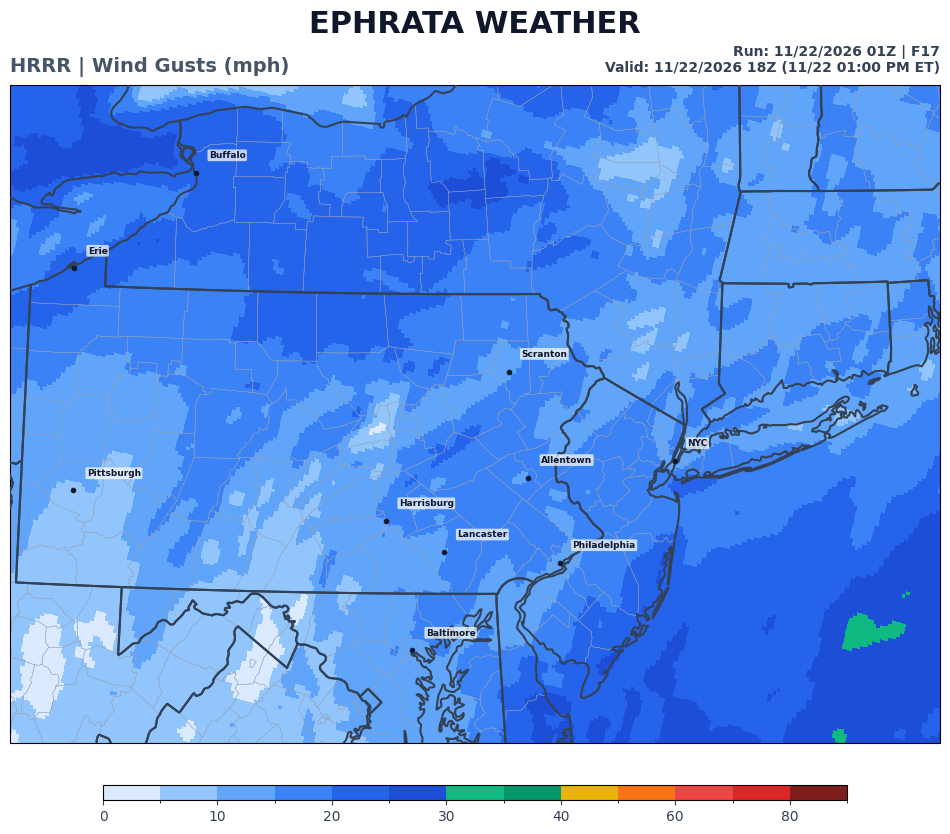 EPHRATA WEATHER
HRRR | Wind Gusts (mph)
Run: 11/22/2026 01Z | F17
Valid: 11/22/2026 18Z (11/22 01:00 PM ET)
Buffalo
Erie
Scranton
NYC
Allentown
Pittsburgh
Harrisburg
Lancaster
Philadelphia
Baltimore
0 10 20 30 40 50 60 70 80